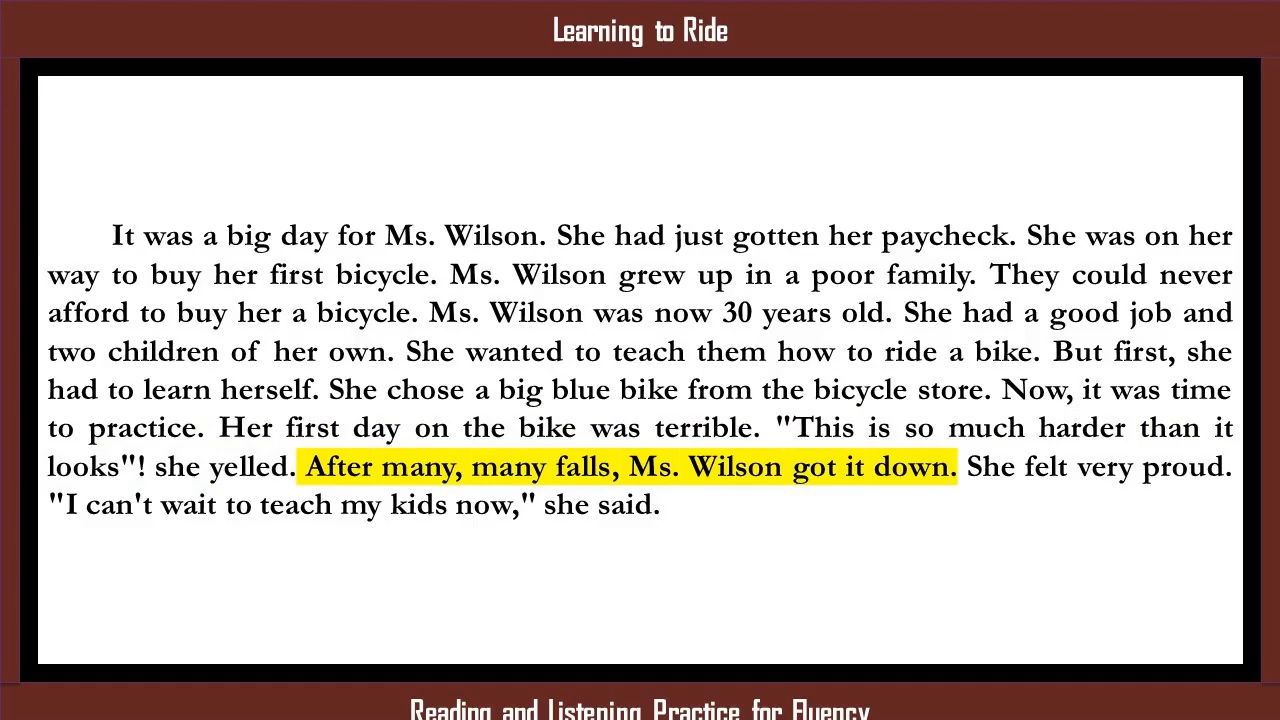 Learning to Ride
It was a big day for Ms. Wilson. She had just gotten her paycheck. She was on her
way to buy her first bicycle. Ms. Wilson grew up in a poor family. They could never
afford to buy her a bicycle. Ms. Wilson was now 30 years old. She had a good job and
two children of her own. She wanted to teach them how to ride a bike. But first, she
had to learn herself. She chose a big blue bike from the bicycle store. Now, it was time
to practice. Her first day on the bike was terrible. "This is so much harder than it
looks"! she yelled. After many, many falls, Ms. Wilson got it down. She felt very proud.
"I can't wait to teach my kids now," she said.
Reading and Listening Practice for Fluency